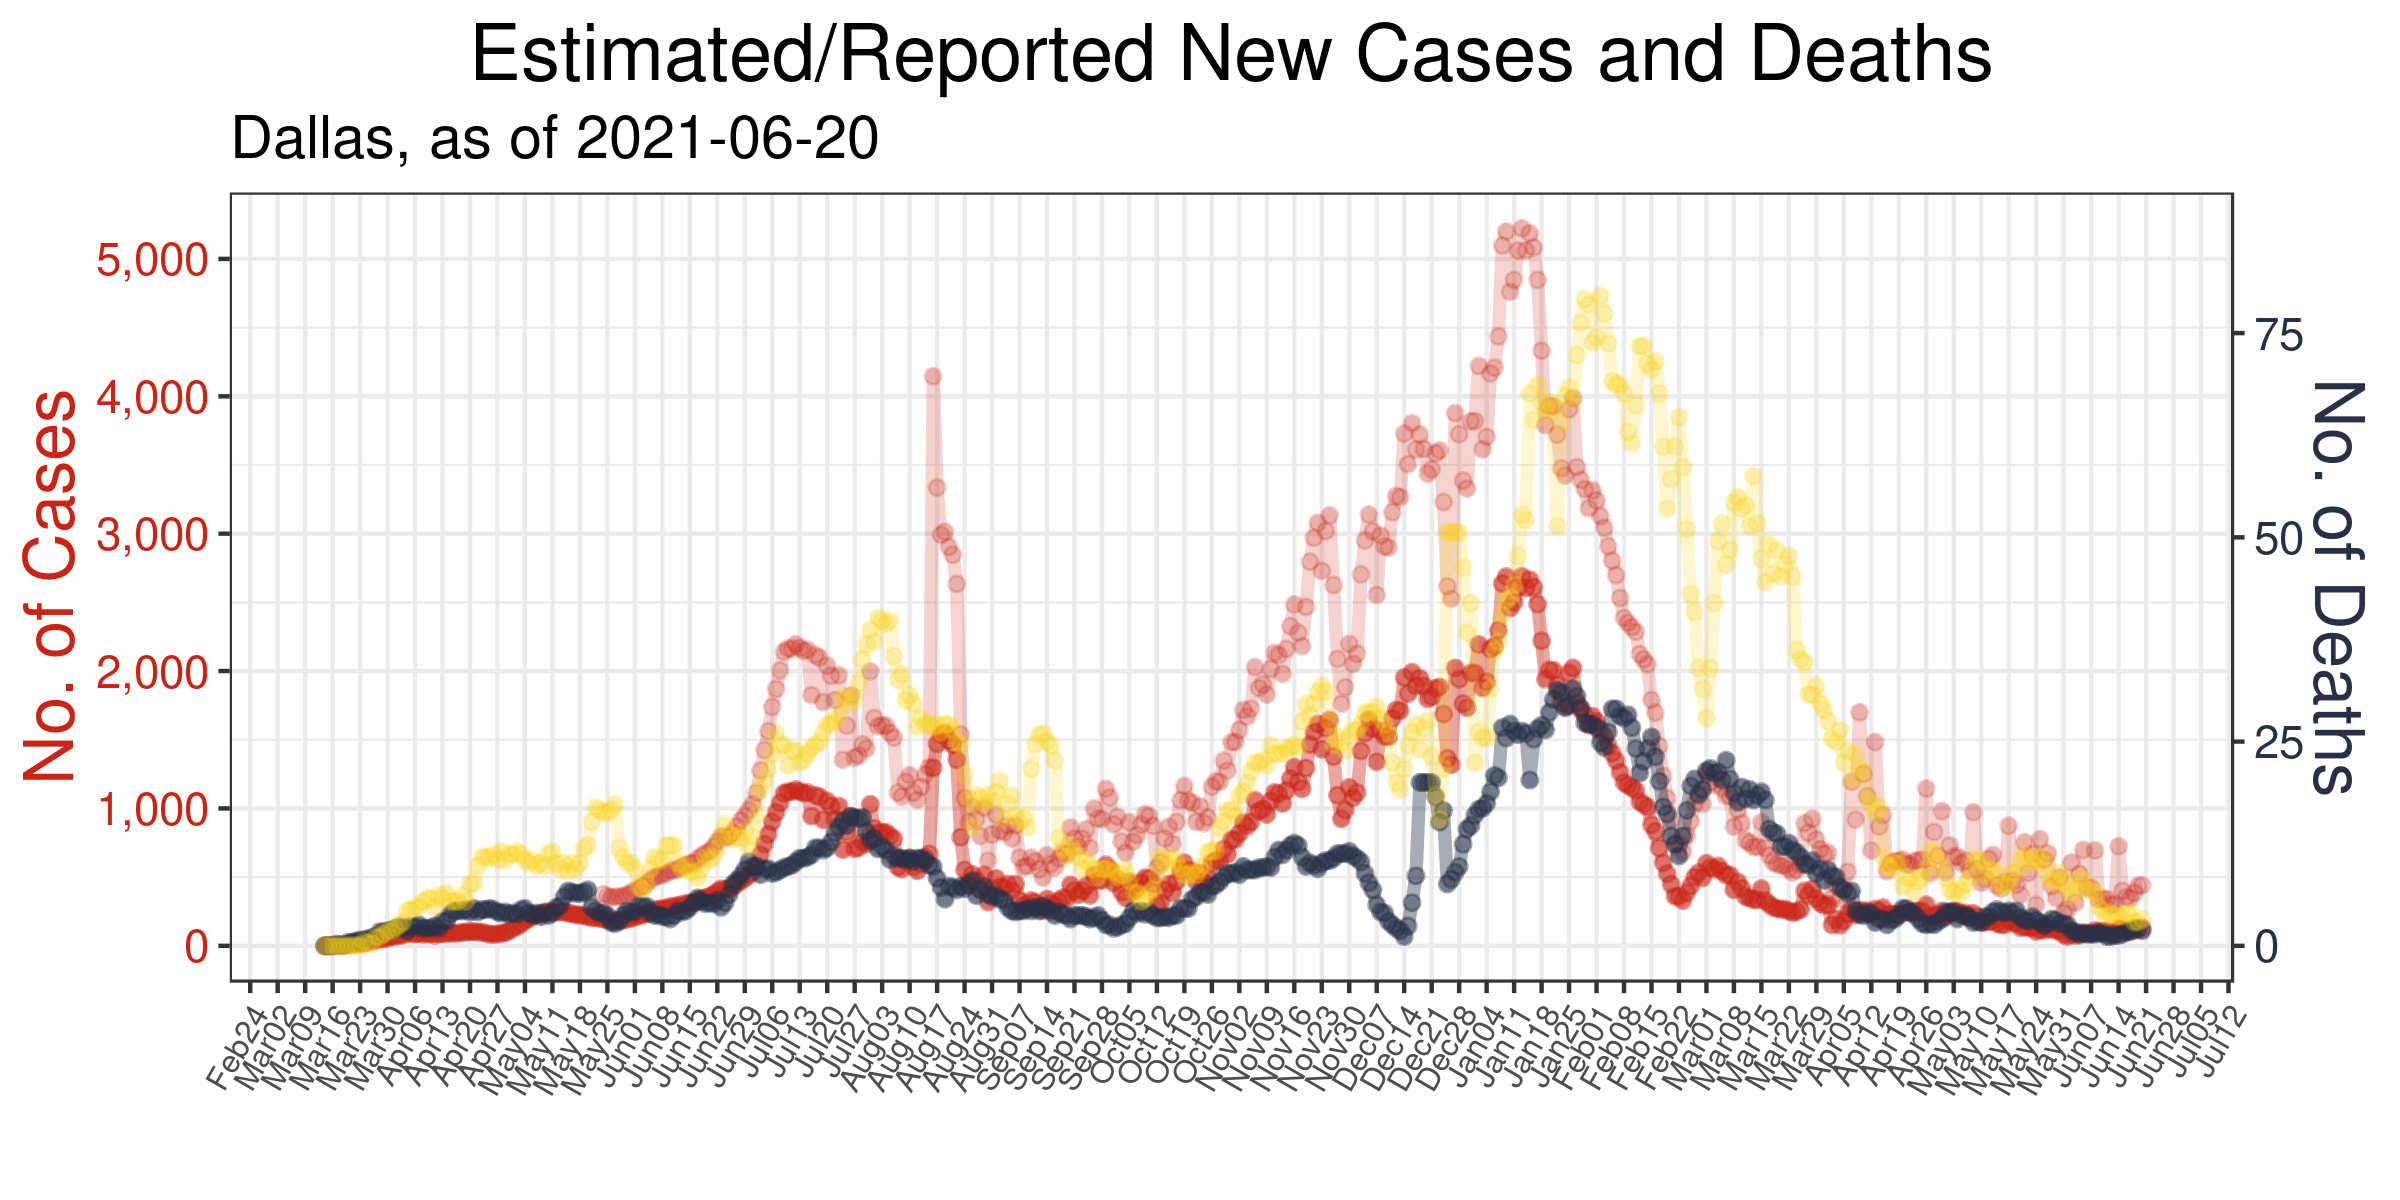 Estimated/Reported New Cases and Deaths
Dallas, as of 2021-06-20
No. of Cases
5,000
4,000
3,000
2,000
1,000
0
75
50
25
0
No. of Deaths
Feb24
Mar02
Mar09
Mar16
Mar23
Mar30
Apr06
Apr13
Apr20
Apr27
May04
May11
May18
May25
Jun01
Jun08
Jun15
Jun22
Jun29
Jul06
Jul13
Jul20
Jul27
Aug03
Aug10
Aug17
Aug24
Aug31
Sep07
Sep14
Sep21
Sep28
Oct05
Oct12
Oct19
Oct26
Nov02
Nov09
Nov16
Nov23
Nov30
Dec07
Dec14
Dec21
Dec28
Jan04
Jan11
Jan18
Jan25
Feb01
Feb08
Feb15
Feb22
Mar01
Mar08
Mar15
Mar22
Mar29
Apr05
Apr12
Apr19
Apr26
May03
May10
May17
May24
May31
Jun07
Jun14
Jun21
Jun28
Jul05
Jul12